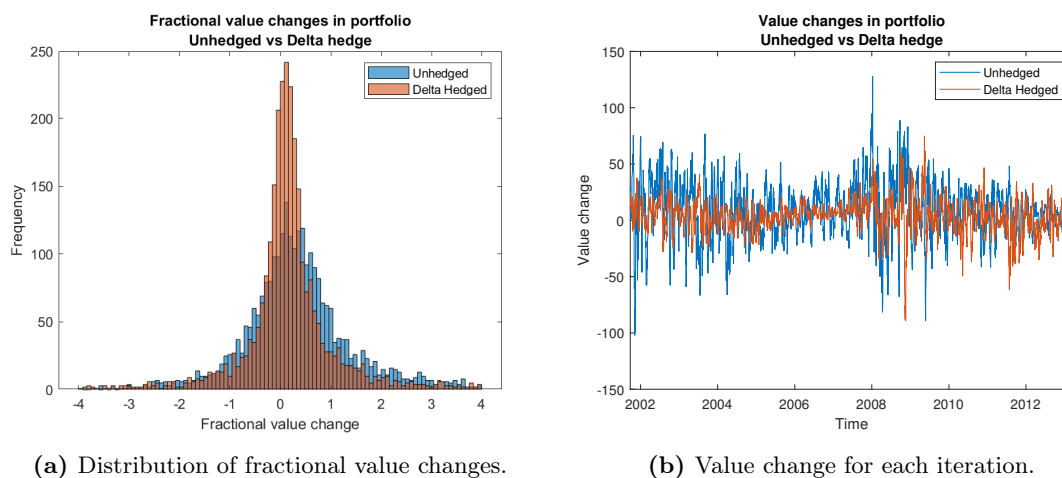 Fractional value changes in portfolio
Unhedged vs Delta hedge
250
200
150
100
50
0
Frequency
-4 -3 -2 -1 0 1 2 3 4
Fractional value change
Unhedged
Delta Hedged
(a) Distribution of fractional value changes.
Value changes in portfolio
Unhedged vs Delta hedge
150
100
50
0
-50
-100
-150
Value change
2002 2004 2006 2008 2010 2012
Time
Unhedged
Delta Hedged
(b) Value change for each iteration.